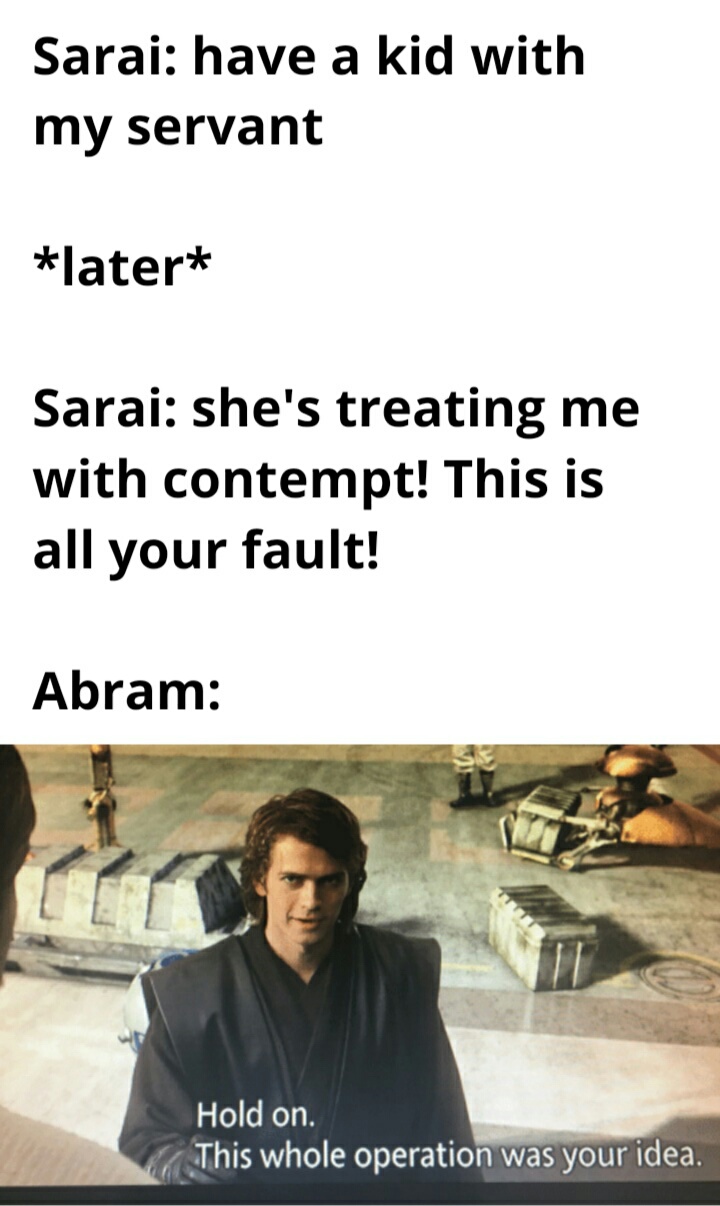 Sarai: have a kid with
my servant
*later*
Sarai: she's treating me
with contempt! This is
all your fault!
Abram:
Hold on.
This whole operation was your idea.